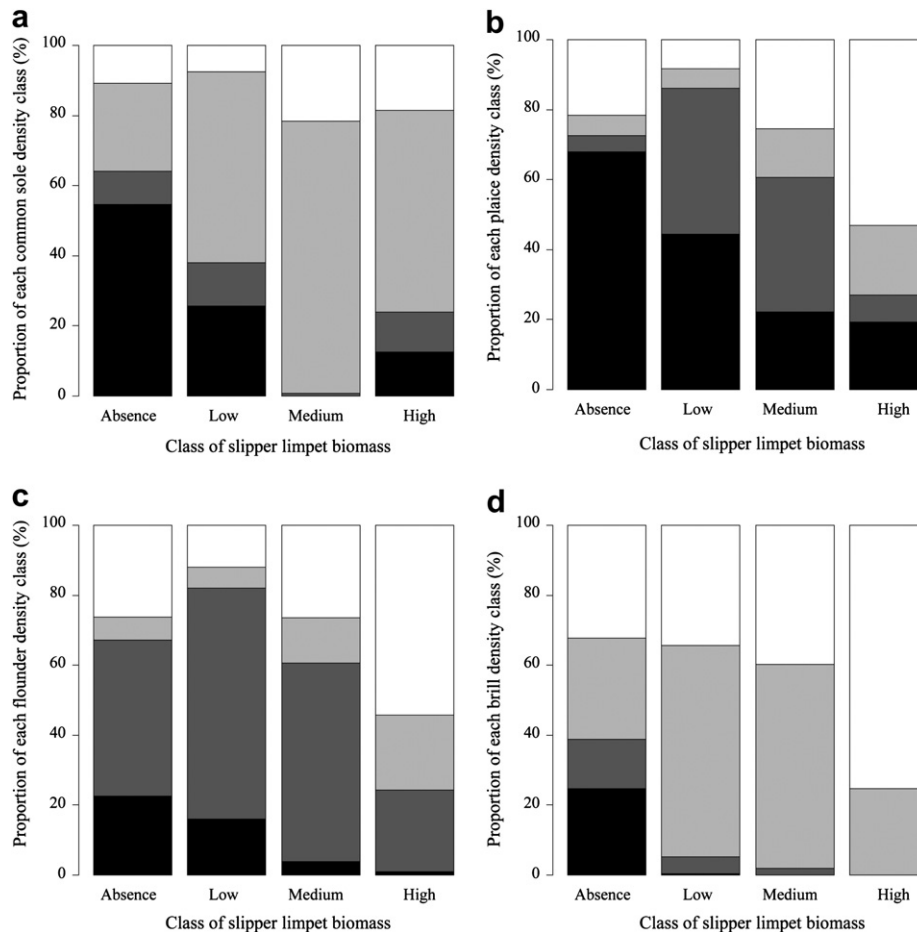 a
Proportion of each common sole density class (%)
100
80
60
40
20
0
Absence Low Medium High
Class of slipper limpet biomass
b
Proportion of each plaice density class (%)
100
80
60
40
20
0
Absence Low Medium High
Class of slipper limpet biomass
c
Proportion of each flounder density class (%)
100
80
60
40
20
0
Absence Low Medium High
Class of slipper limpet biomass
d
Proportion of each brill density class (%)
100
80
60
40
20
0
Absence Low Medium High
Class of slipper limpet biomass